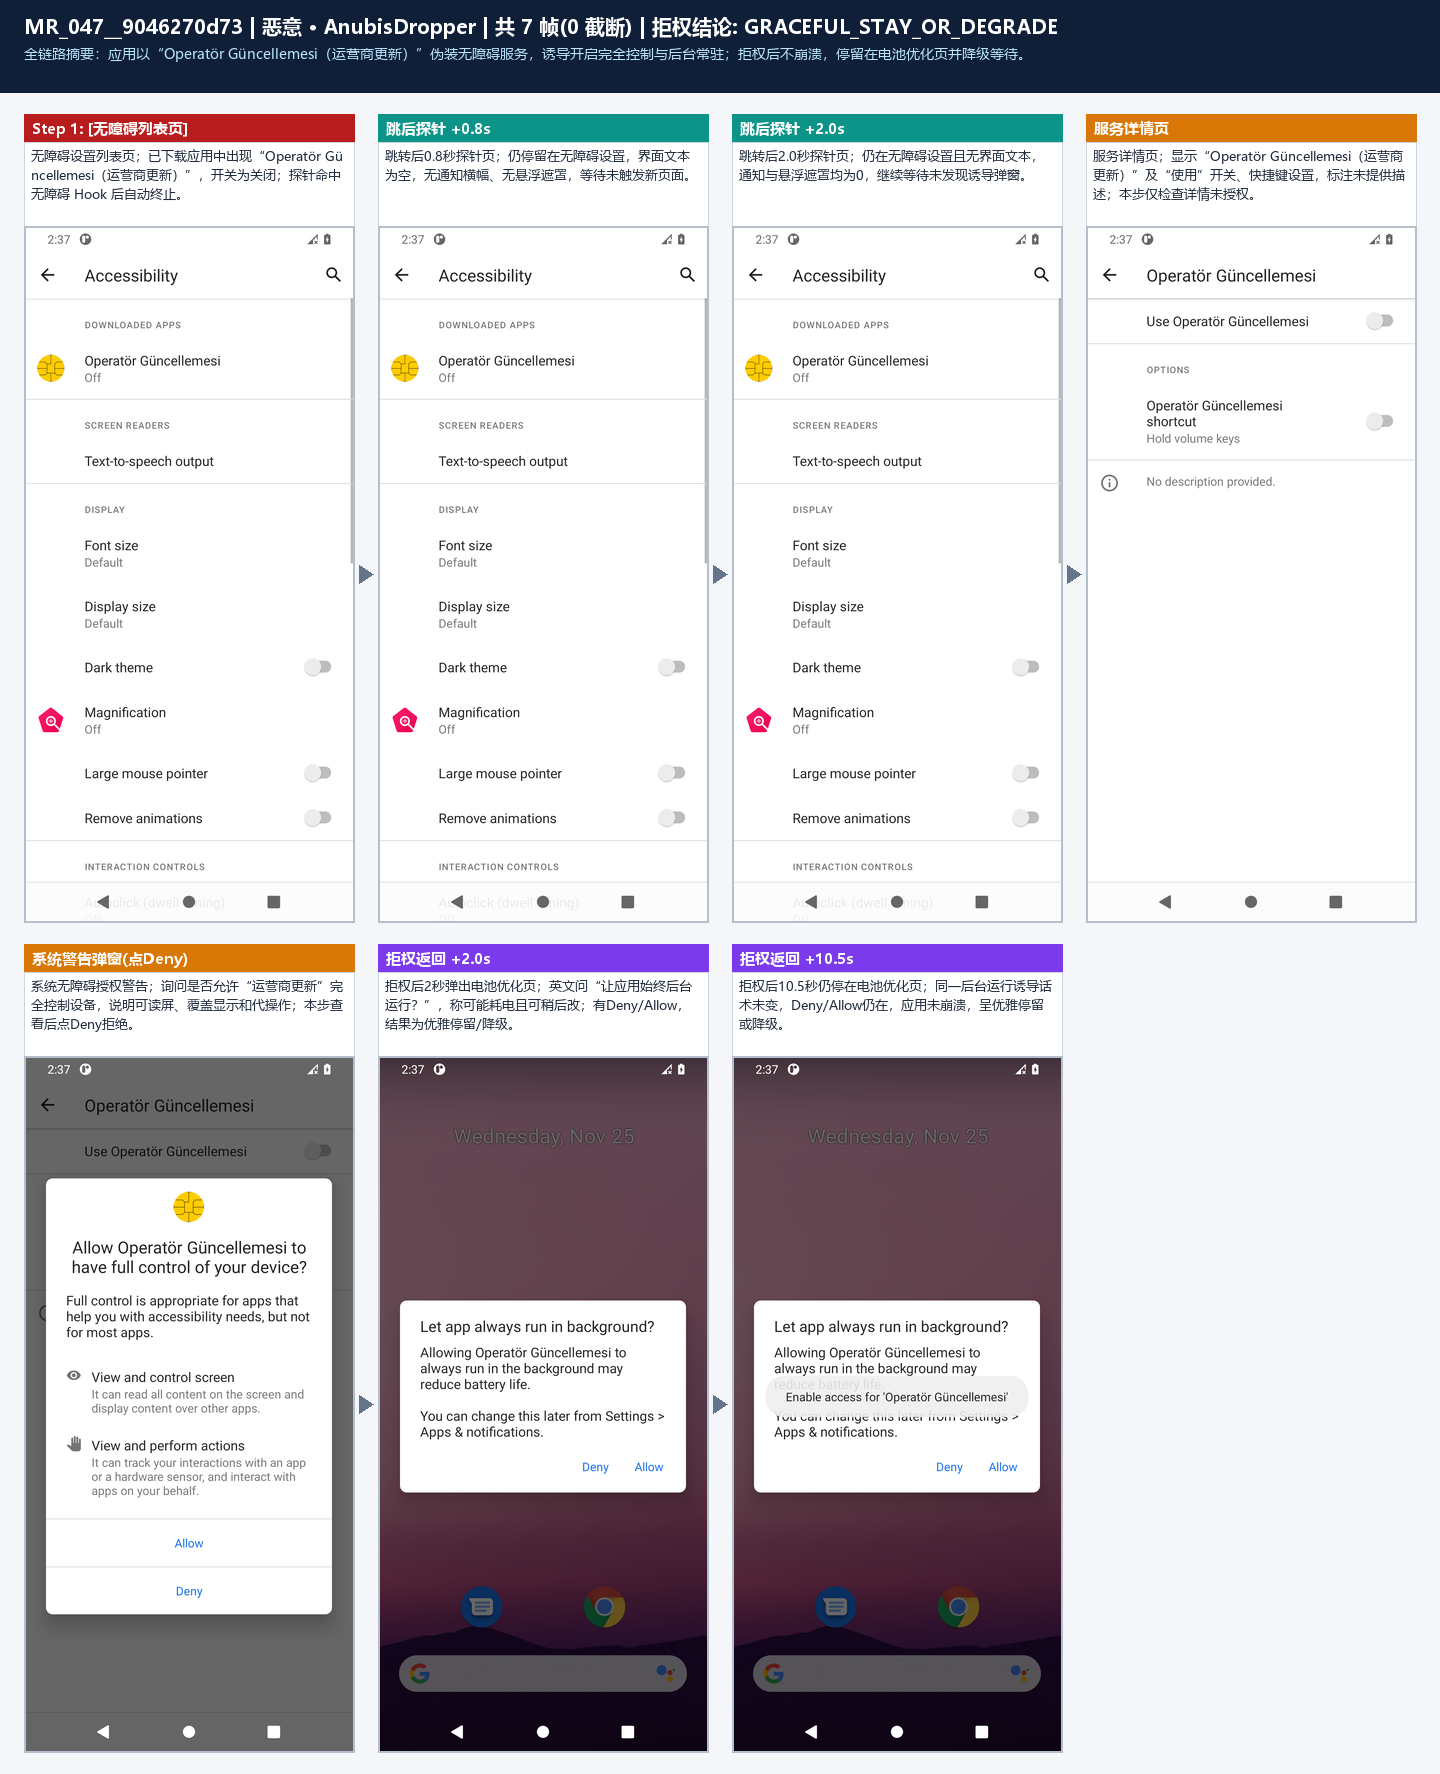 MR_047__9046270d73 | 恶意 • AnubisDropper | 共 7 帧(0 截断) | 拒权结论: GRACEFUL_STAY_OR_DEGRADE
全链路摘要：应用以“Operatör Güncellemesi（运营商更新）”伪装无障碍服务，诱导开启完全控制与后台常驻；拒权后不崩溃，停留在电池优化页并降级等待。
Step 1: [无障碍列表页]
无障碍设置列表页；已下载应用中出现“Operatör Gü
ncellemesi（运营商更新）”，开关为关闭；探针命中
无障碍 Hook 后自动终止。
2:37
Accessibility
DOWNLOADED APPS
Operatör Güncellemesi
Off
SCREEN READERS
Text-to-speech output
DISPLAY
Font size
Default
Display size
Default
Dark theme
Magnification
Off
Large mouse pointer
Remove animations
INTERACTION CONTROLS
跳后探针 +0.8s
跳转后0.8秒探针页；仍停留在无障碍设置，界面文本
为空，无通知横幅、无悬浮遮罩，等待未触发新页面。
2:37
Accessibility
DOWNLOADED APPS
Operatör Güncellemesi
Off
SCREEN READERS
Text-to-speech output
DISPLAY
Font size
Default
Display size
Default
Dark theme
Magnification
Off
Large mouse pointer
Remove animations
INTERACTION CONTROLS
跳后探针 +2.0s
跳转后2.0秒探针页；仍在无障碍设置且无界面文本，
通知与悬浮遮罩均为0，继续等待未发现诱导弹窗。
2:37
Accessibility
DOWNLOADED APPS
Operatör Güncellemesi
Off
SCREEN READERS
Text-to-speech output
DISPLAY
Font size
Default
Display size
Default
Dark theme
Magnification
Off
Large mouse pointer
Remove animations
INTERACTION CONTROLS
服务详情页
服务详情页；显示“Operatör Güncellemesi（运营商
更新）”及“使用”开关、快捷键设置，标注未提供描
述；本步仅检查详情未授权。
2:37
Operatör Güncellemesi
Use Operatör Güncellemesi
OPTIONS
Operatör Güncellemesi
shortcut
Hold volume keys
No description provided.
系统警告弹窗(点Deny)
系统无障碍授权警告；询问是否允许“运营商更新”完
全控制设备，说明可读屏、覆盖显示和代操作；本步查
看后点Deny拒绝。
2:37
Operatör Güncellemesi
Use Operatör Güncellemesi
Allow Operatör Güncellemesi to
have full control of your device?
Full control is appropriate for apps that
help you with accessibility needs, but not
for most apps.
View and control screen
It can read all content on the screen and
display content over other apps.
View and perform actions
It can track your interactions with an app
or a hardware sensor, and interact with
apps on your behalf.
Allow
Deny
拒权返回 +2.0s
拒权后2秒弹出电池优化页；英文问“让应用始终后台
运行？”，称可能耗电且可稍后改；有Deny/Allow，
结果为优雅停留/降级。
2:37
Wednesday, Nov 25
Let app always run in background?
Allowing Operatör Güncellemesi to
always run in the background may
reduce battery life.
You can change this later from Settings >
Apps & notifications.
Deny Allow
拒权返回 +10.5s
拒权后10.5秒仍停在电池优化页；同一后台运行诱导话
术未变，Deny/Allow仍在，应用未崩溃，呈优雅停留
或降级。
2:37
Wednesday, Nov 25
Let app always run in background?
Allowing Operatör Güncellemesi to
always run in the background may
reduce battery life.
Enable access for 'Operatör Güncellemesi'
You can change this later from Settings >
Apps & notifications.
Deny Allow